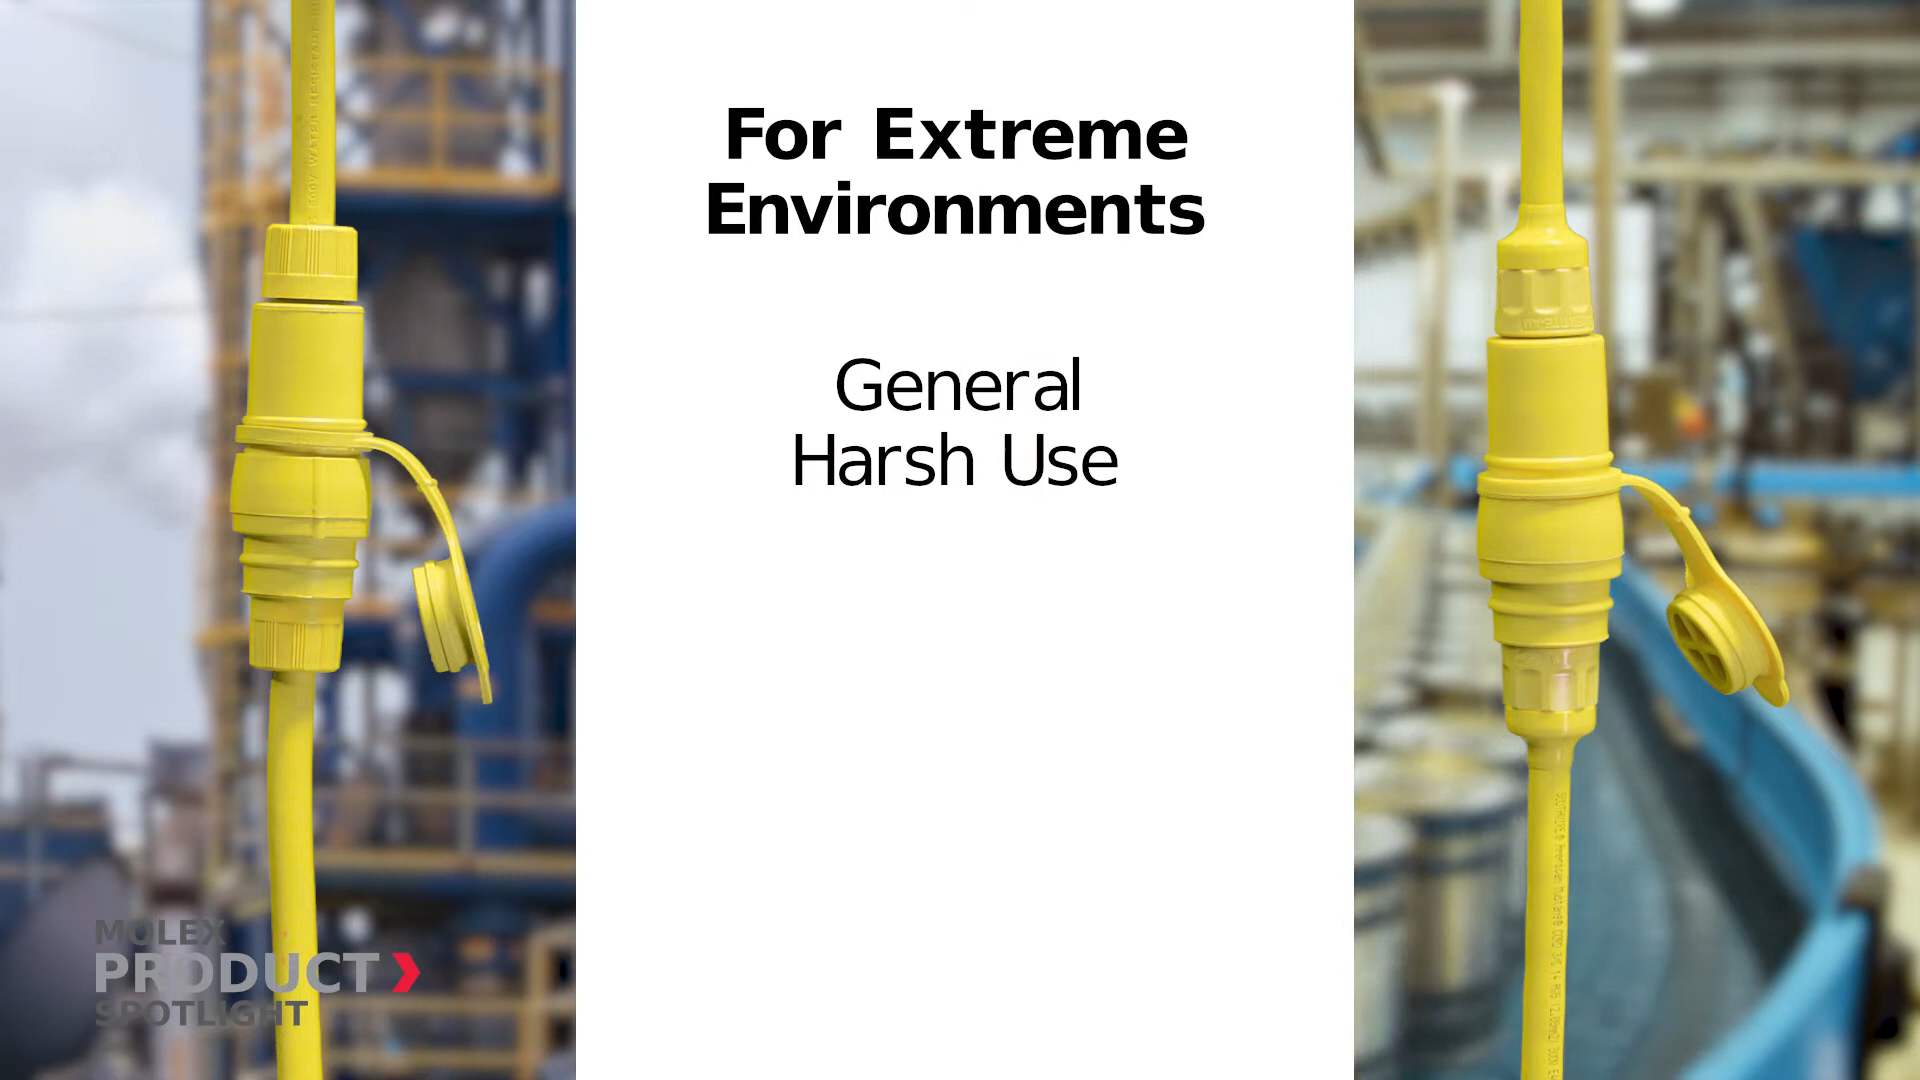 For Extreme
Environments
General
Harsh Use
MOLEX
PRODUCT
SPOTLIGHT